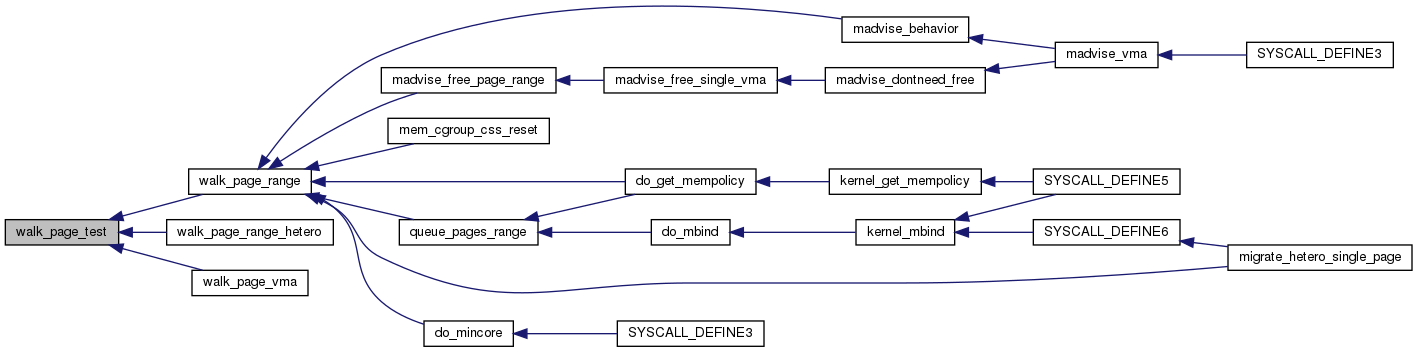 madvise_behavior
madvise_vma
SYSCALL_DEFINE3
madvise_free_page_range
madvise_free_single_vma
madvise_dontneed_free
mem_cgroup_css_reset
walk_page_range
do_get_mempolicy
kernel_get_mempolicy
SYSCALL_DEFINE5
walk_page_test
walk_page_range_hetero
queue_pages_range
do_mbind
kernel_mbind
SYSCALL_DEFINE6
migrate_hetero_single_page
walk_page_vma
do_mincore
SYSCALL_DEFINE3